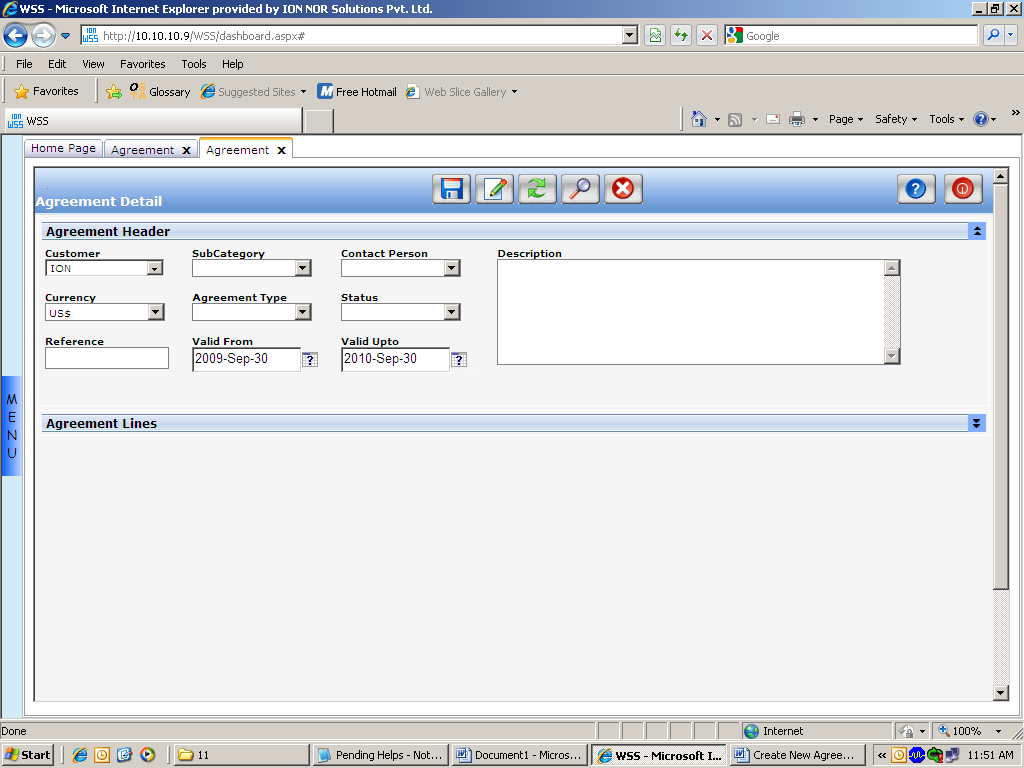 WSS - Microsoft Internet Explorer provided by ION NOR Solutions Pvt. Ltd.
ION WSS http://10.10.10.9/WSS/dashboard.aspx# Google
File Edit View Favorites Tools Help
Favorites Glossary Suggested Sites Free Hotmail Web Slice Gallery
ION WSS WSS Page Safety Tools »
Home Page Agreement x Agreement x
Agreement Detail
Agreement Header
Customer SubCategory Contact Person Description
ION
Currency Agreement Type Status
US$
Reference Valid From Valid Upto
2009-Sep-30 ? 2010-Sep-30 ?
MENU
Agreement Lines
Done Internet 100%
Start 11 Pending Helps - Not... Document1 - Micros... WSS - Microsoft I... Create New Agree... « 11:51 AM